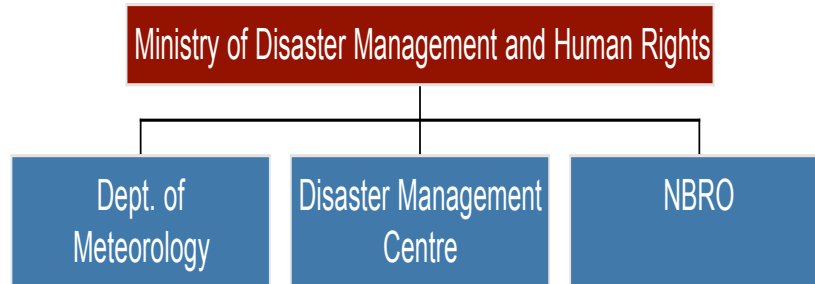 Ministry of Disaster Management and Human Rights
Dept. of
Meteorology
Disaster Management
Centre
NBRO